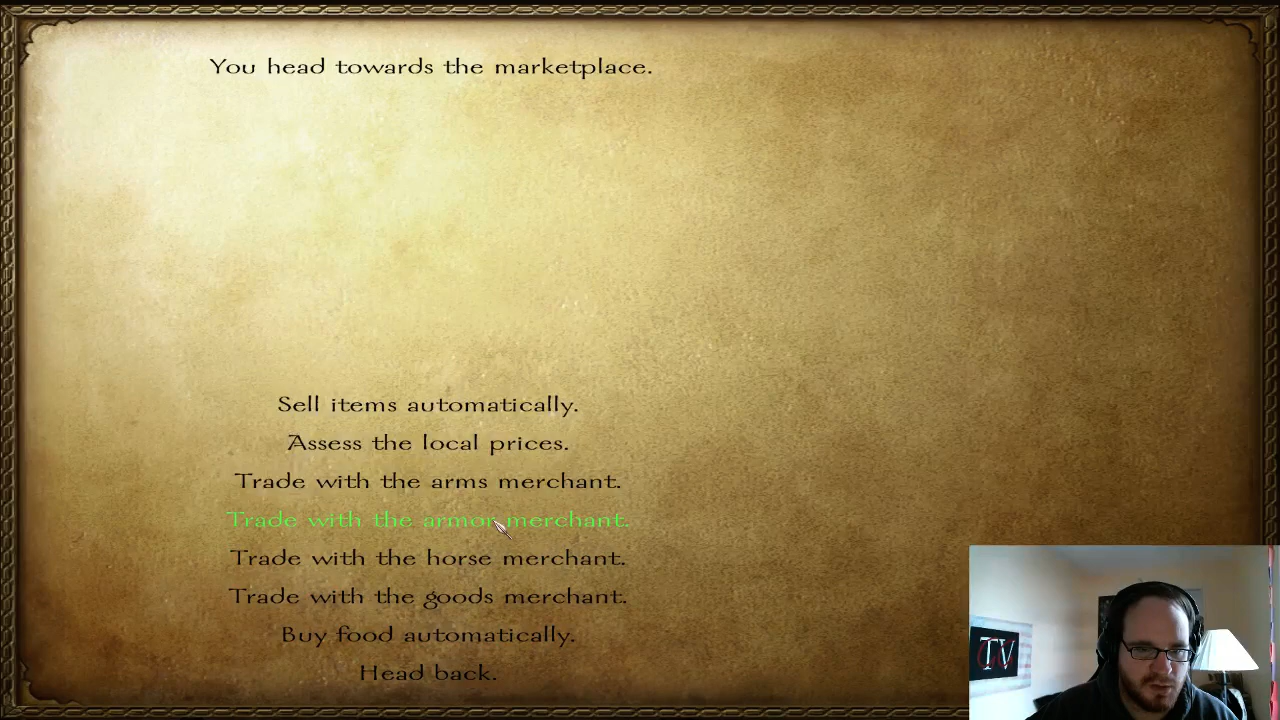 You head towards the marketplace.
Sell items automatically.
Assess the local prices.
Trade with the arms merchant.
Trade with the armor merchant.
Trade with the horse merchant.
Trade with the goods merchant.
Buy food automatically.
Head back.
TV